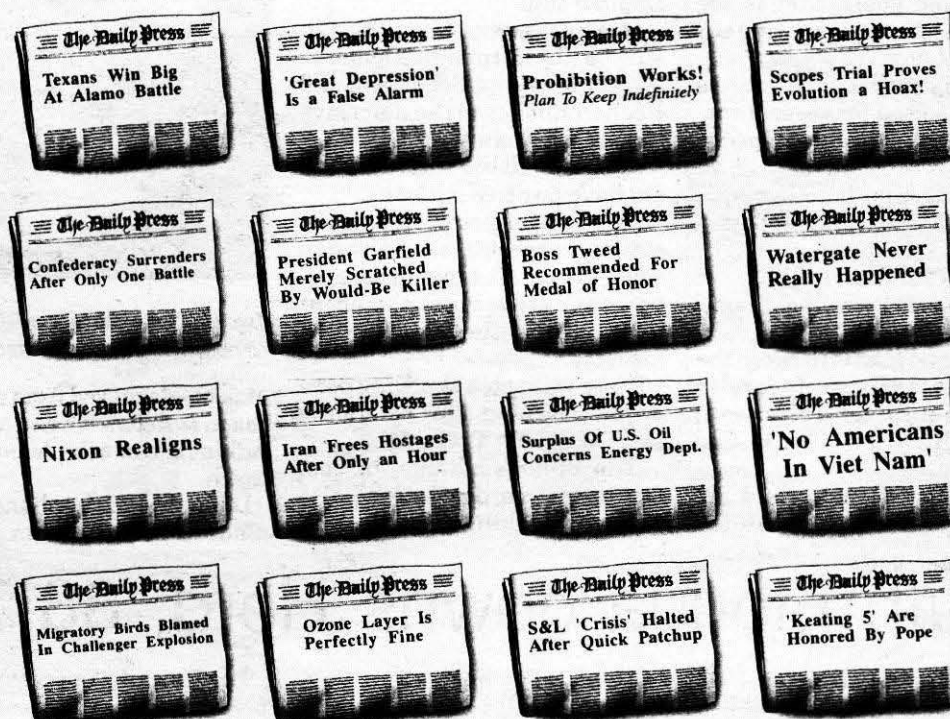 The Daily Press
Texans Win Big
At Alamo Battle
The Daily Press
'Great Depression'
Is a False Alarm
The Daily Press
Prohibition Works!
Plan To Keep Indefinitely
The Daily Press
Scopes Trial Proves
Evolution a Hoax!
The Daily Press
Confederacy Surrenders
After Only One Battle
The Daily Press
President Garfield
Merely Scratched
By Would-Be Killer
The Daily Press
Boss Tweed
Recommended For
Medal of Honor
The Daily Press
Watergate Never
Really Happened
The Daily Press
Nixon Realigns
The Daily Press
Iran Frees Hostages
After Only an Hour
The Daily Press
Surplus Of U.S. Oil
Concerns Energy Dept.
The Daily Press
'No Americans
In Viet Nam'
The Daily Press
Migratory Birds Blamed
In Challenger Explosion
The Daily Press
Ozone Layer Is
Perfectly Fine
The Daily Press
S&L 'Crisis' Halted
After Quick Patchup
The Daily Press
'Keating 5' Are
Honored By Pope